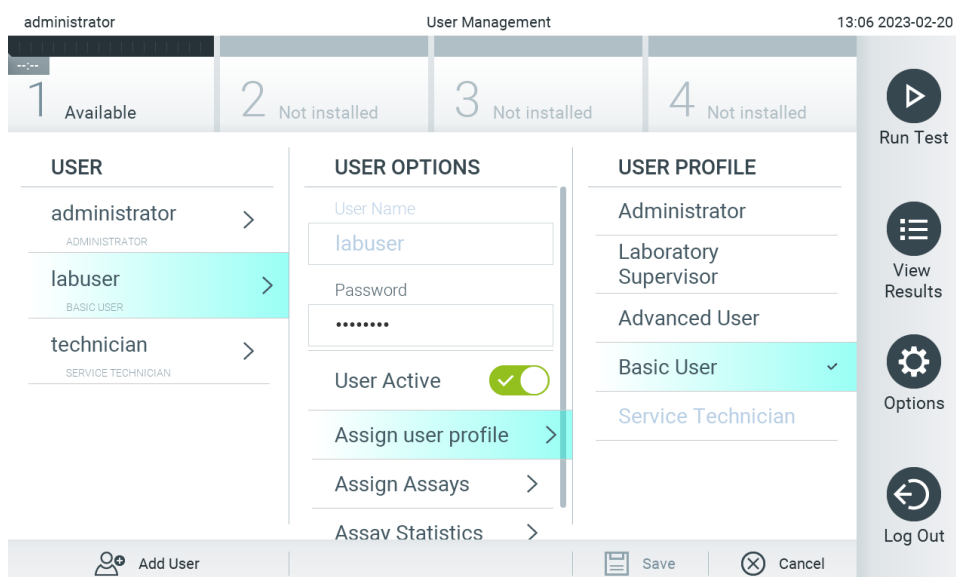 administrator
User Management
13:06 2023-02-20
--:--
1 Available
2 Not installed
3 Not installed
4 Not installed
USER
administrator
ADMINISTRATOR
labuser
BASIC USER
technician
SERVICE TECHNICIAN
USER OPTIONS
User Name
labuser
Password
••••••••
User Active
Assign user profile
Assign Assays
Assay Statistics
USER PROFILE
Administrator
Laboratory
Supervisor
Advanced User
Basic User
Service Technician
Run Test
View
Results
Options
Log Out
Add User
Save
Cancel